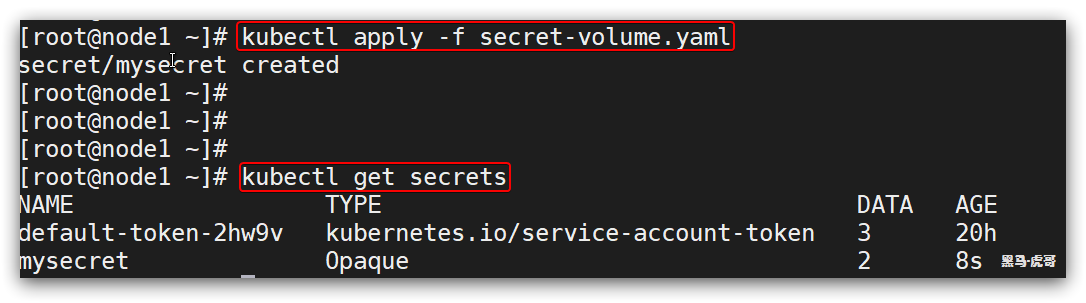 [root@node1 ~]# kubectl apply -f secret-volume.yaml
secret/mysecret created
[root@node1 ~]#
[root@node1 ~]#
[root@node1 ~]#
[root@node1 ~]# kubectl get secrets
NAME TYPE DATA AGE
default-token-2hw9v kubernetes.io/service-account-token 3 20h
mysecret Opaque 2 8s 黑马-虎哥